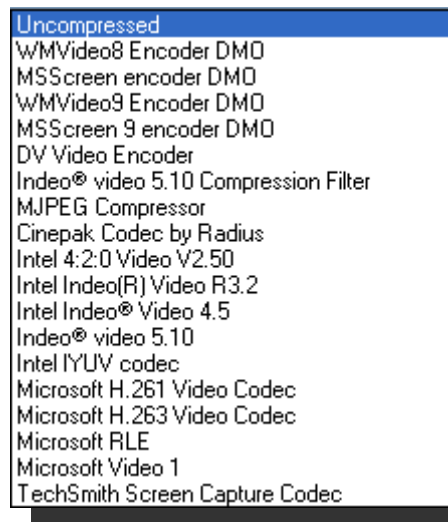 Uncompressed
WMVideo8 Encoder DMO
MSScreen encoder DMO
WMVideo9 Encoder DMO
MSScreen 9 encoder DMO
DV Video Encoder
Indeo® video 5.10 Compression Filter
MJPEG Compressor
Cinepak Codec by Radius
Intel 4:2:0 Video V2.50
Intel Indeo(R) Video R3.2
Intel Indeo® Video 4.5
Indeo® video 5.10
Intel IYUV codec
Microsoft H.261 Video Codec
Microsoft H.263 Video Codec
Microsoft RLE
Microsoft Video 1
TechSmith Screen Capture Codec